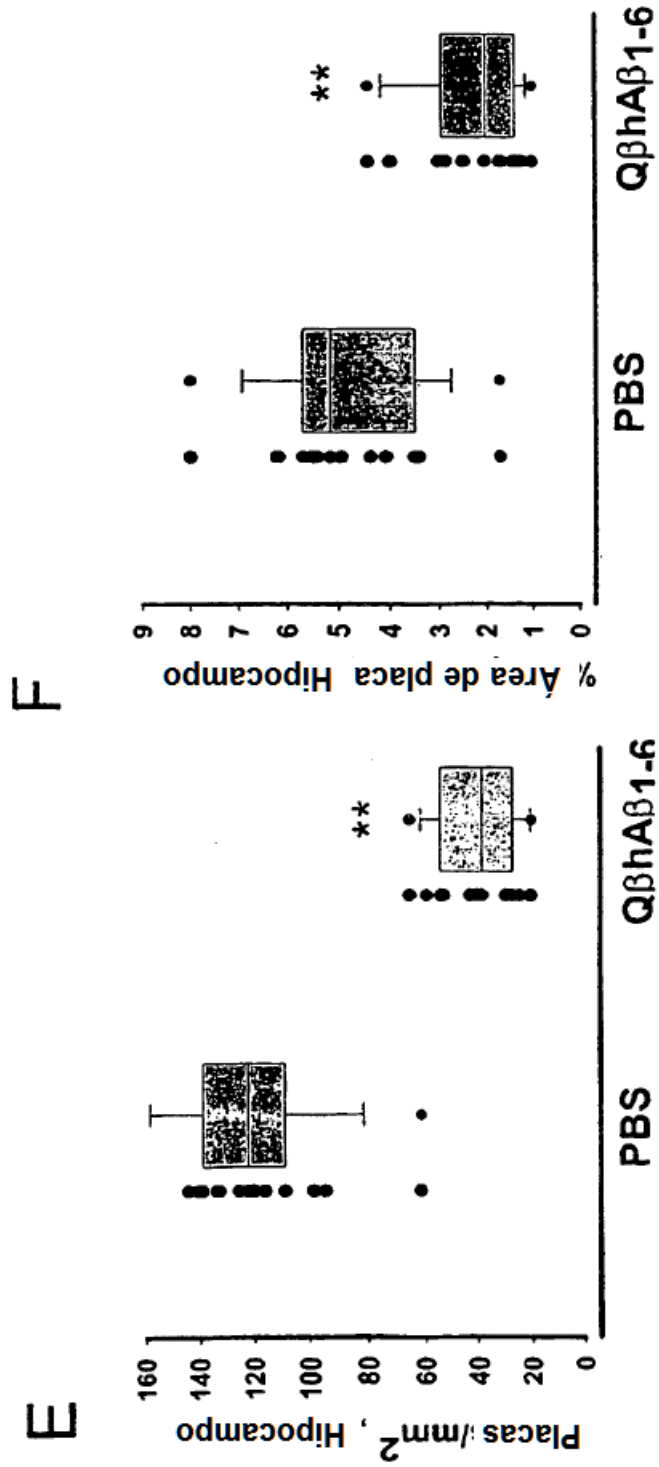 E
Placas/mm², Hipocampo
160
140
120
100
80
60
40
20
0
**
PBS
QβhAβ1-6
F
% Área de placa Hipocampo
9
8
7
6
5
4
3
2
1
0
**
PBS
QβhAβ1-6